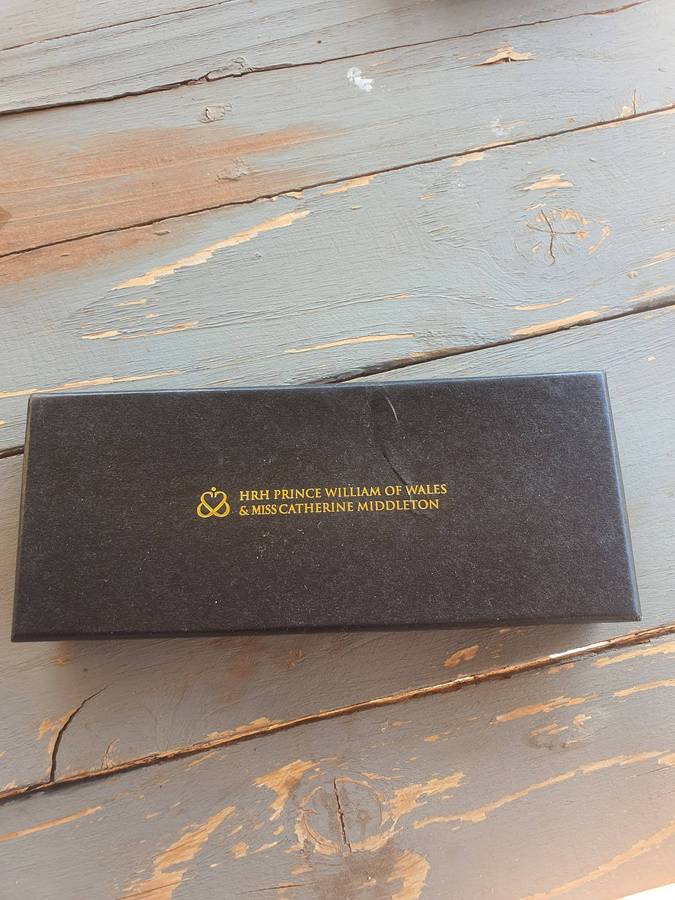 HRH PRINCE WILLIAM OF WALES
& MISS CATHERINE MIDDLETON